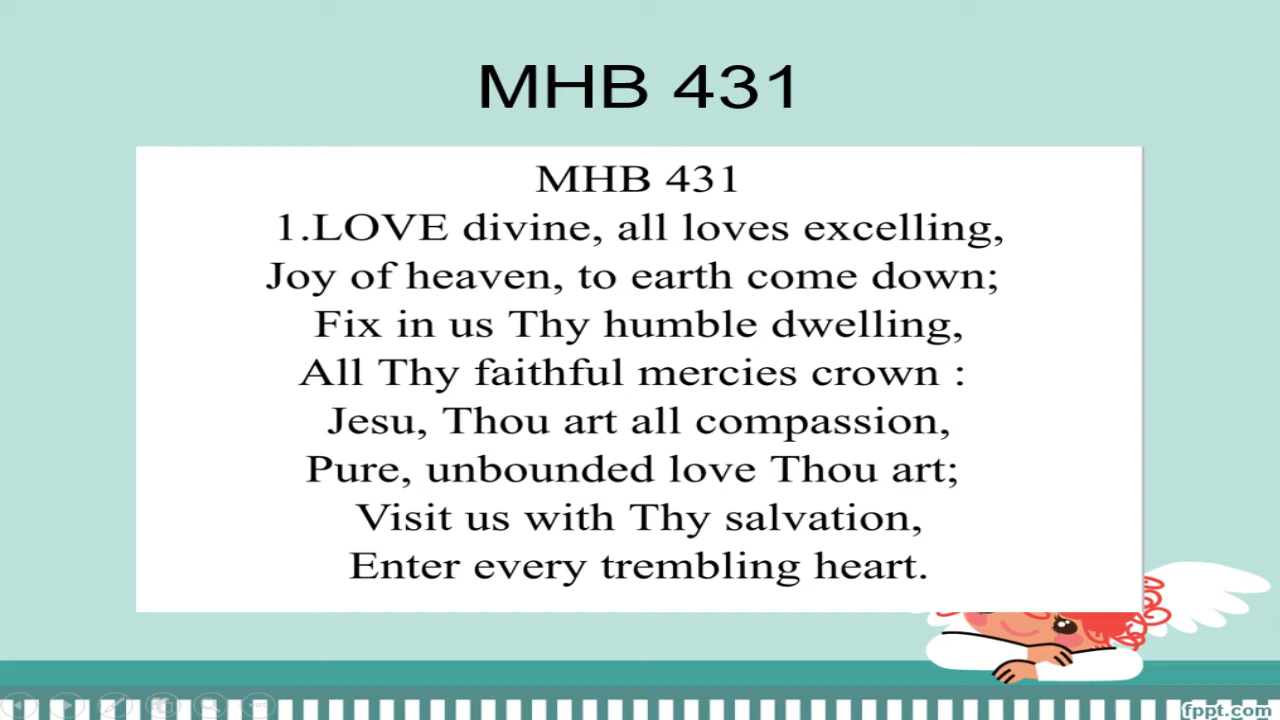 MHB 431
MHB 431
1.LOVE divine, all loves excelling,
Joy of heaven, to earth come down;
Fix in us Thy humble dwelling,
All Thy faithful mercies crown :
Jesu, Thou art all compassion,
Pure, unbounded love Thou art;
Visit us with Thy salvation,
Enter every trembling heart.
fppt.com